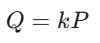 Q = kP